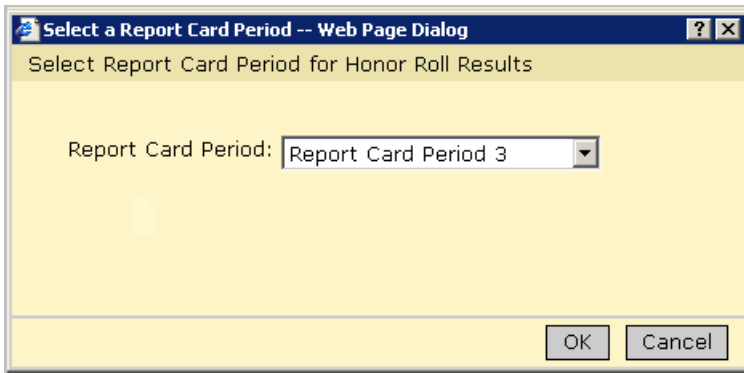 Select a Report Card Period -- Web Page Dialog
Select Report Card Period for Honor Roll Results
Report Card Period: Report Card Period 3
OK Cancel